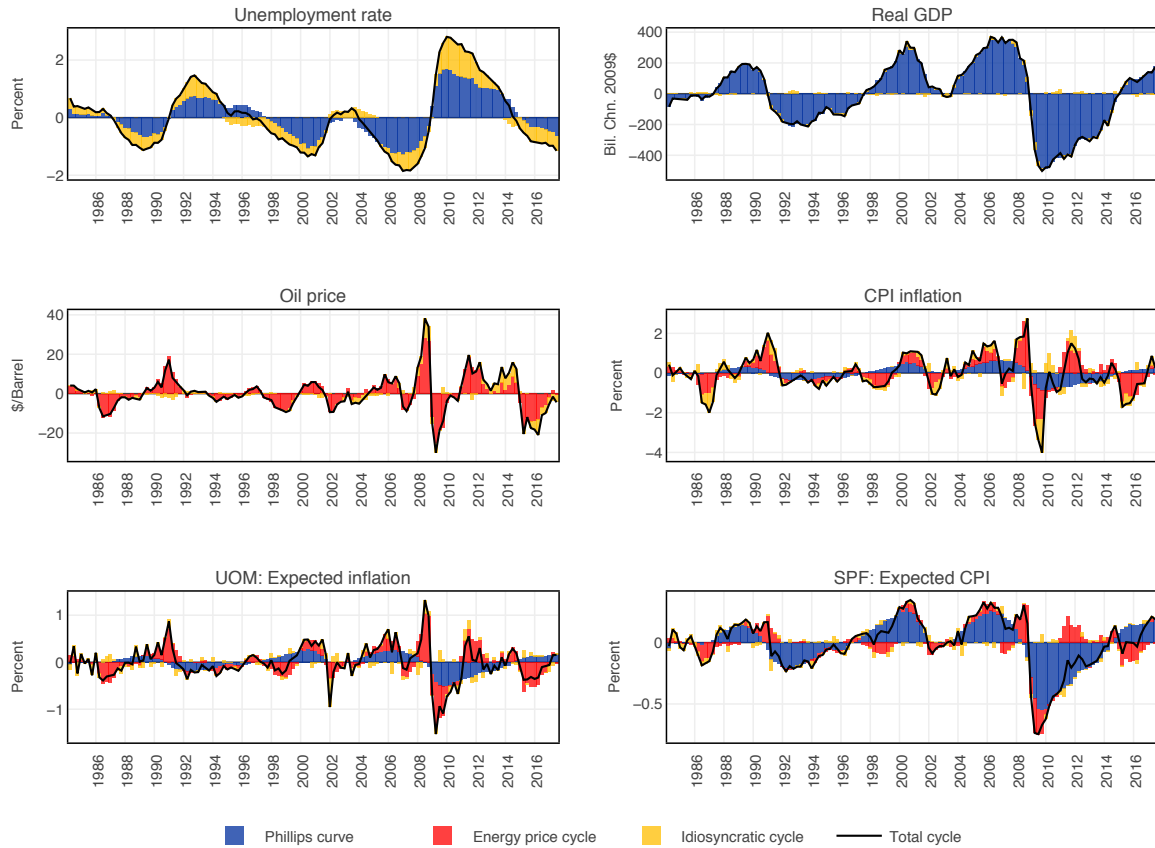 Unemployment rate
Real GDP
Percent
2
0
−2
1986 1988 1990 1992 1994 1996 1998 2000 2002 2004 2006 2008 2010 2012 2014 2016
Bil. Chn. 2009$
400
200
0
−200
−400
1986 1988 1990 1992 1994 1996 1998 2000 2002 2004 2006 2008 2010 2012 2014 2016
Oil price
CPI inflation
$/Barrel
40
20
0
−20
1986 1988 1990 1992 1994 1996 1998 2000 2002 2004 2006 2008 2010 2012 2014 2016
Percent
2
0
−2
−4
1986 1988 1990 1992 1994 1996 1998 2000 2002 2004 2006 2008 2010 2012 2014 2016
UOM: Expected inflation
SPF: Expected CPI
Percent
1
0
−1
1986 1988 1990 1992 1994 1996 1998 2000 2002 2004 2006 2008 2010 2012 2014 2016
Percent
0
−0.5
1986 1988 1990 1992 1994 1996 1998 2000 2002 2004 2006 2008 2010 2012 2014 2016
Phillips curve Energy price cycle Idiosyncratic cycle Total cycle